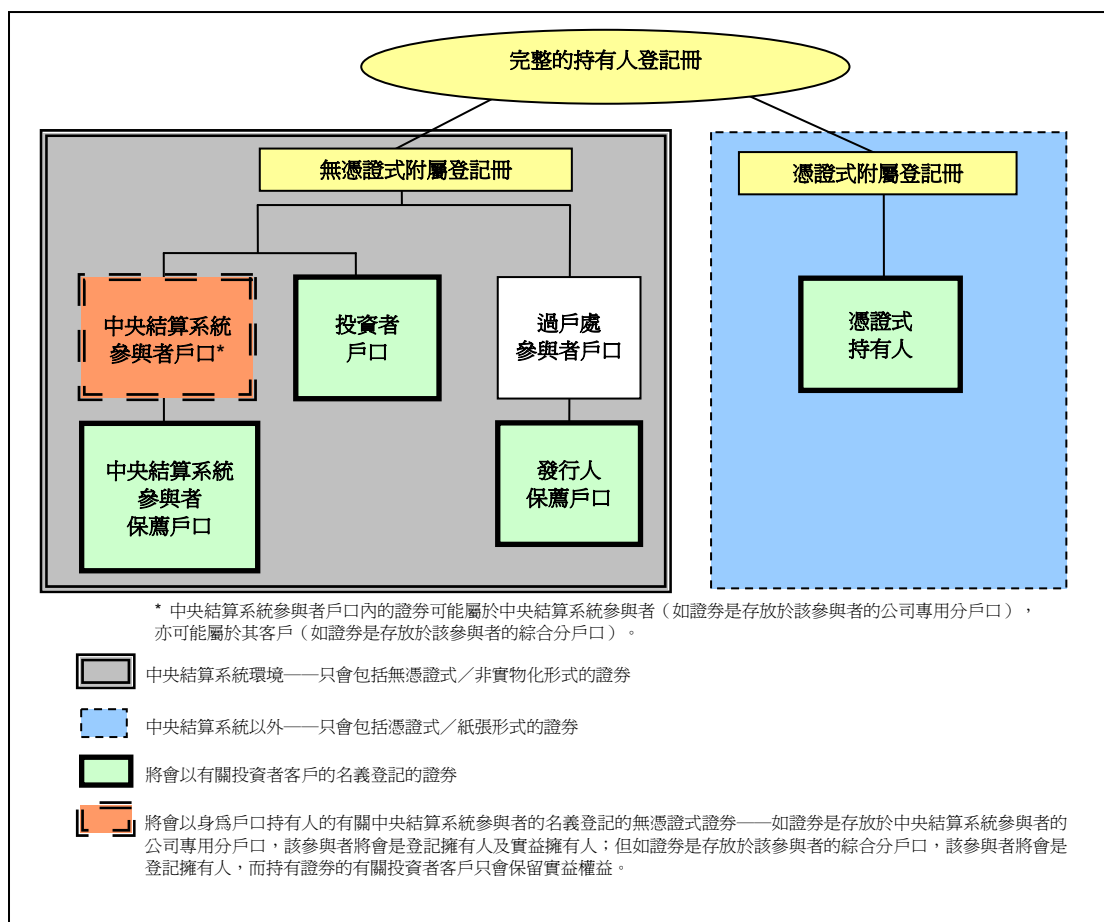 完整的持有人登記冊
無憑證式附屬登記冊
憑證式附屬登記冊
中央結算系統
參與者戶口*
投資者
戶口
過戶處
參與者戶口
憑證式
持有人
中央結算系統
參與者
保薦戶口
發行人
保薦戶口
* 中央結算系統參與者戶口內的證券可能屬於中央結算系統參與者（如證券是存放於該參與者的公司專用分戶口），
亦可能屬於其客戶（如證券是存放於該參與者的綜合分戶口）。
中央結算系統環境——只會包括無憑證式／非實物化形式的證券
中央結算系統以外——只會包括憑證式／紙張形式的證券
將會以有關投資者客戶的名義登記的證券
將會以身爲戶口持有人的有關中央結算系統參與者的名義登記的無憑證式證券——如證券是存放於中央結算系統參與者的
公司專用分戶口，該參與者將會是登記擁有人及實益擁有人；但如證券是存放於該參與者的綜合分戶口，該參與者將會是
登記擁有人，而持有證券的有關投資者客戶只會保留實益權益。